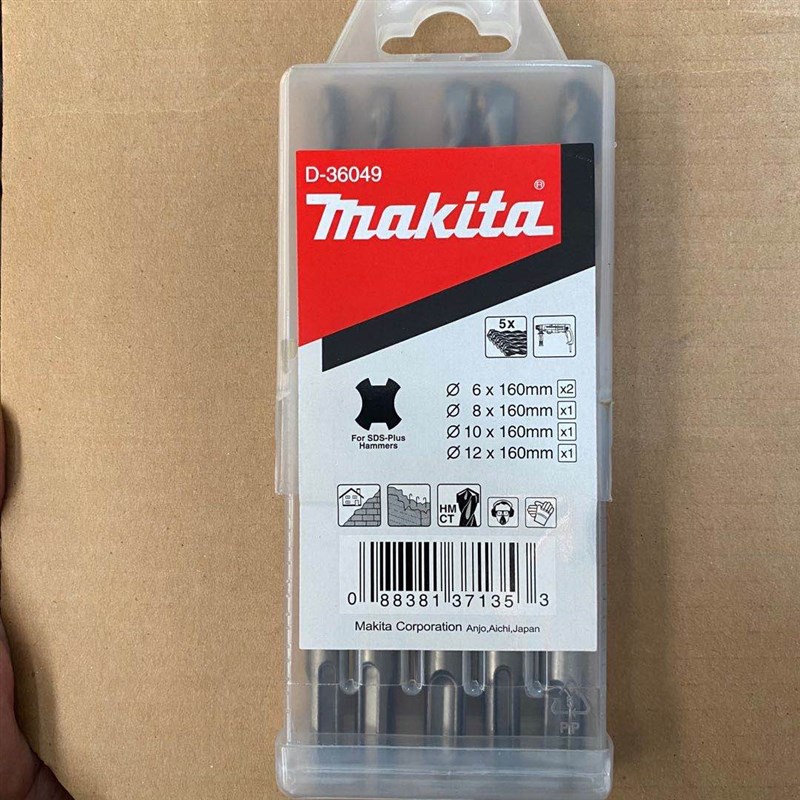 D-36049
makita®
5x
For SDS-Plus
Hammers
Ø 6 x 160mm x2
Ø 8 x 160mm x1
Ø 10 x 160mm x1
Ø 12 x 160mm x1
HM
CT
0 88381 37135 3
Makita Corporation Anjo,Aichi,Japan
PP